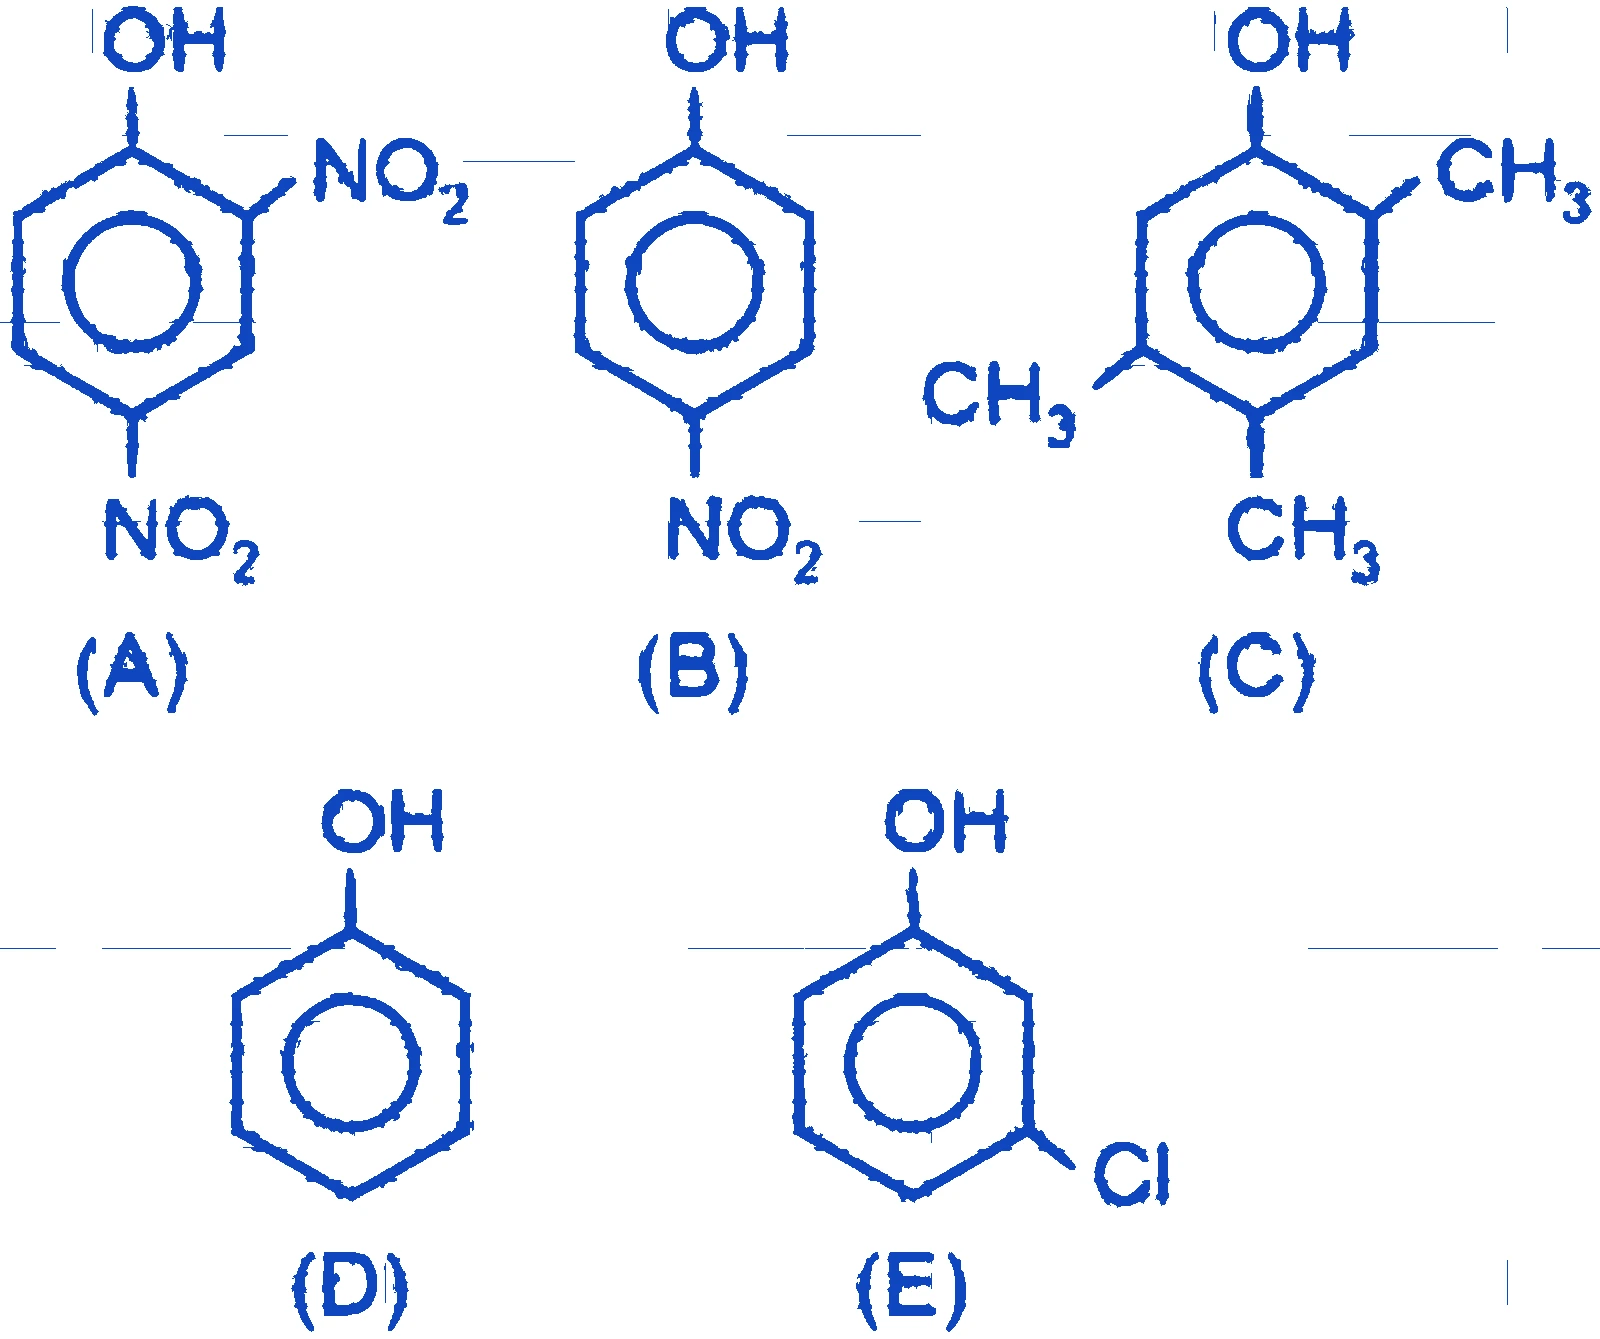 OH OH OH
NO2 CH3
CH3
NO2 NO2 CH3
(A) (B) (C)
OH OH
Cl
(D) (E)